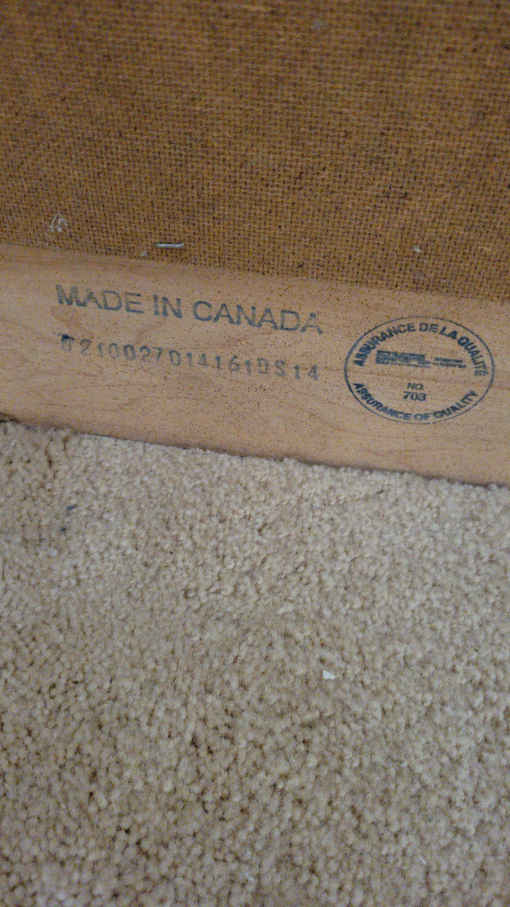 MADE IN CANADA
0210027014161DS14
ASSURANCE DE LA QUALITÉ
NO.
703
ASSURANCE OF QUALITY